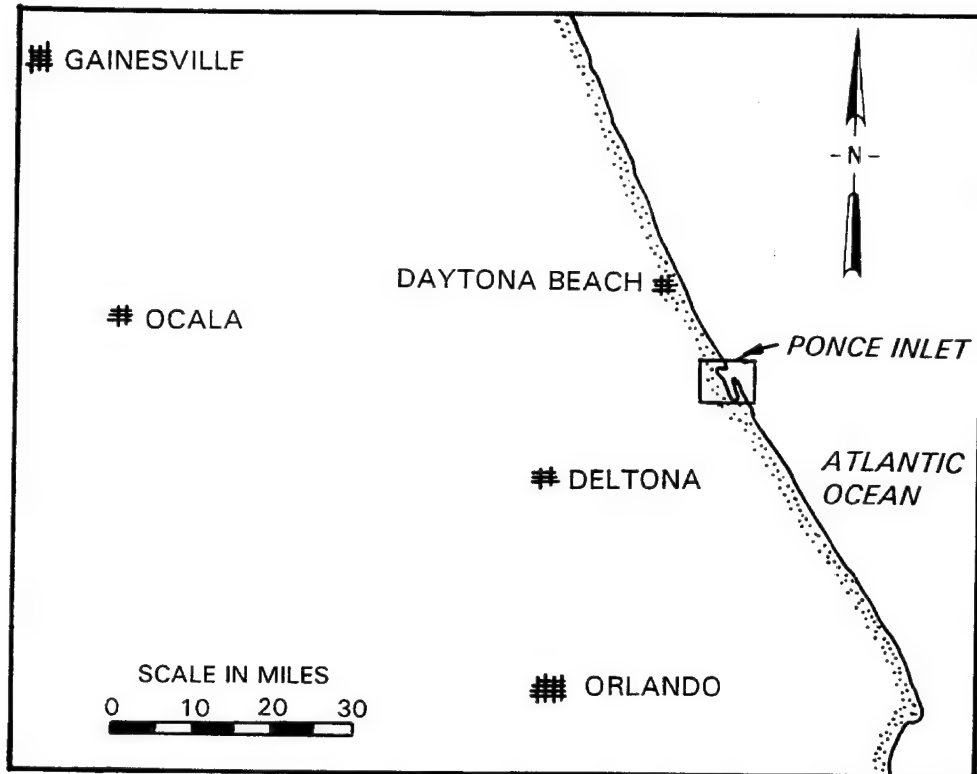 GAINESVILLE
- N -
DAYTONA BEACH
OCALA
PONCE INLET
ATLANTIC
OCEAN
DELTONA
SCALE IN MILES
0 10 20 30
ORLANDO